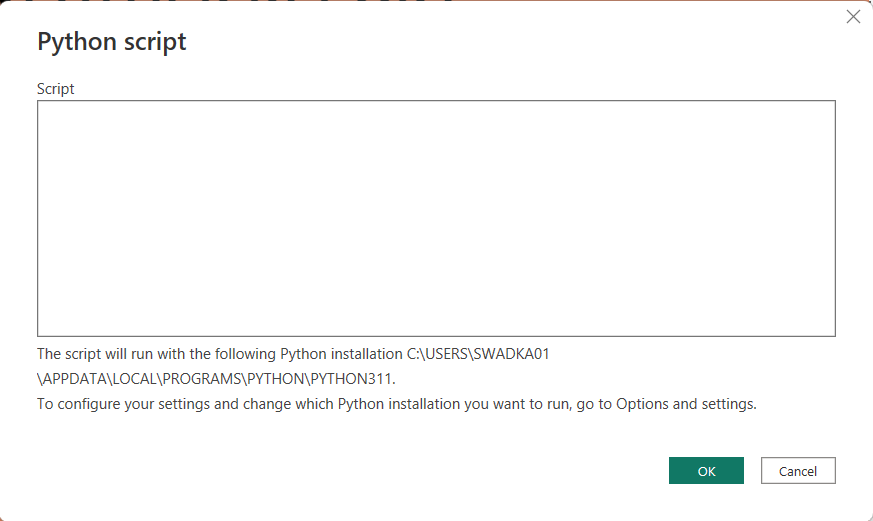 Python script
Script
The script will run with the following Python installation C:\USERS\SWADKA01
\APPDATA\LOCAL\PROGRAMS\PYTHON\PYTHON311.
To configure your settings and change which Python installation you want to run, go to Options and settings.
OK
Cancel